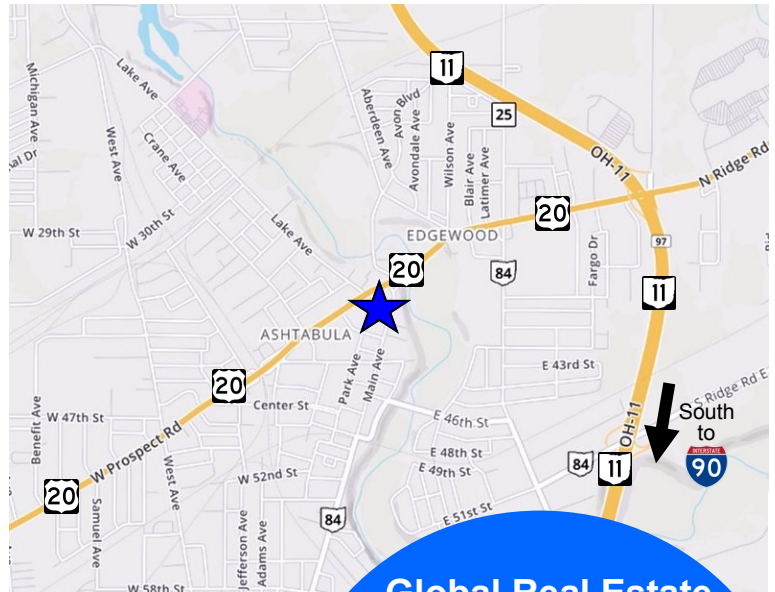 11
Lake Ave
Michigan Ave
West Ave
Crane Ave
Aberdeen Ave
Avon Blvd
Avondale Ave
Wilson Ave
25
Blair Ave
Latimer Ave
OH-11
N Ridge Rd
20
W 29th St
W 30th St
Lake Ave
EDGEWOOD
20
84
Fargo Dr
97
11
ASHTABULA
Park Ave
Main Ave
E 43rd St
20
Center St
Benefit Ave
W 47th St
W Prospect Rd
E 46th St
OH-11
S Ridge Rd E
South
to
INTERSTATE
90
E 48th St
E 49th St
84
11
West Ave
W 52nd St
20
Samuel Ave
84
Jefferson Ave
Adams Ave
E 51st St
W 58th St
Global Real Estate